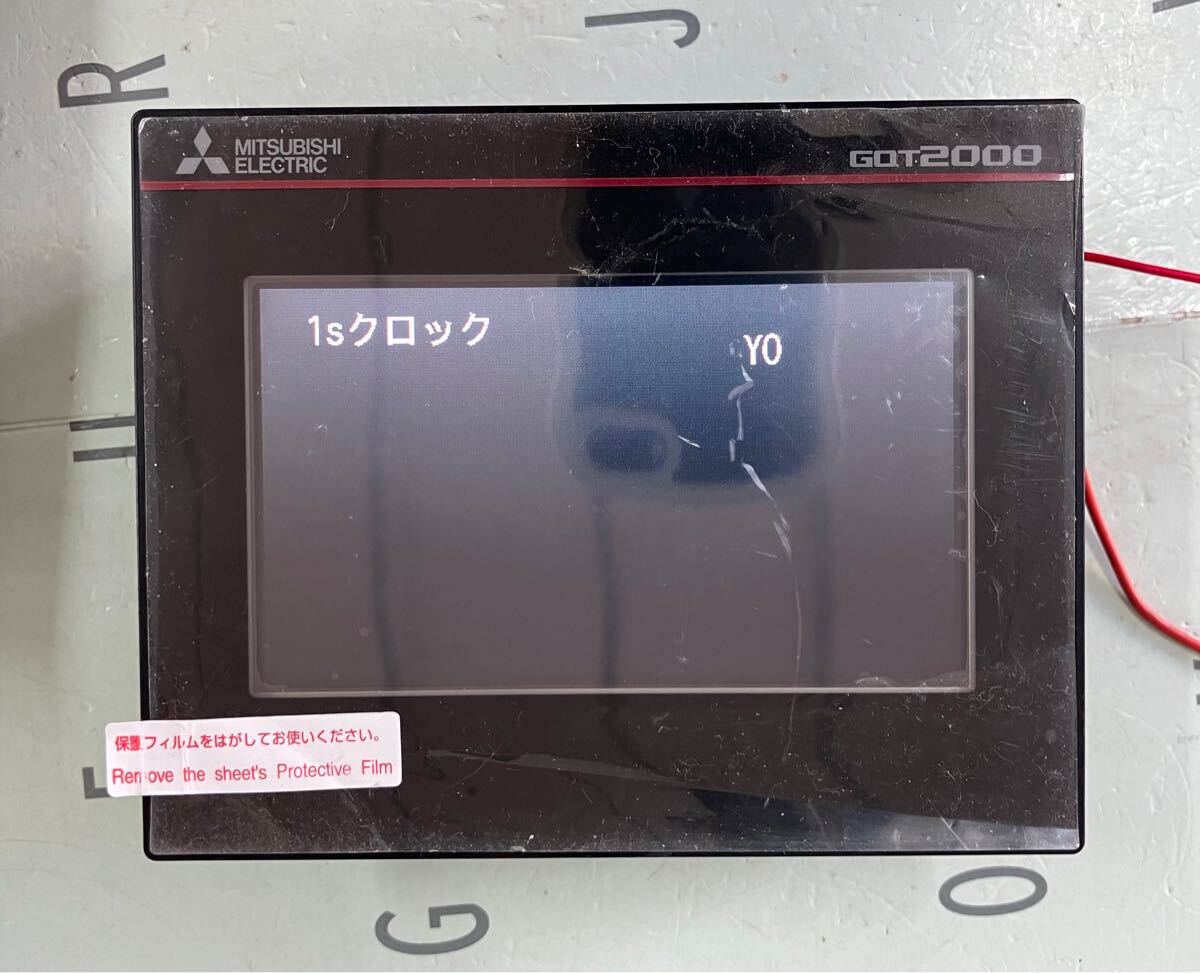 R
J
MITSUBISHI
ELECTRIC
GOT2000
1sクロック
Y0
保護フィルムをはがしてお使いください。
Remove the sheet's Protective Film
G
O